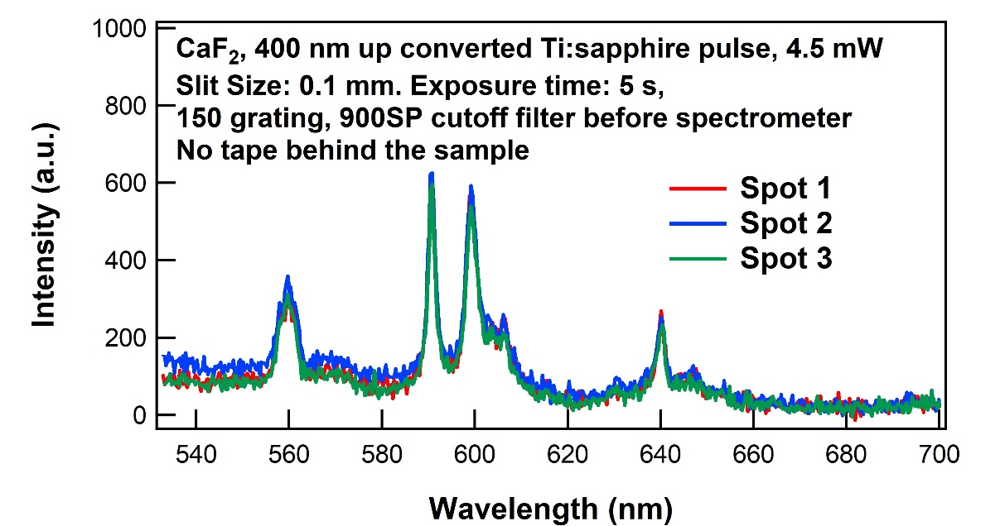 1000
CaF₂, 400 nm up converted Ti:sapphire pulse, 4.5 mW
Slit Size: 0.1 mm. Exposure time: 5 s,
800
150 grating, 900SP cutoff filter before spectrometer
No tape behind the sample
600
Spot 1
Spot 2
Spot 3
400
200
0
Intensity (a.u.)
540 560 580 600 620 640 660 680 700
Wavelength (nm)